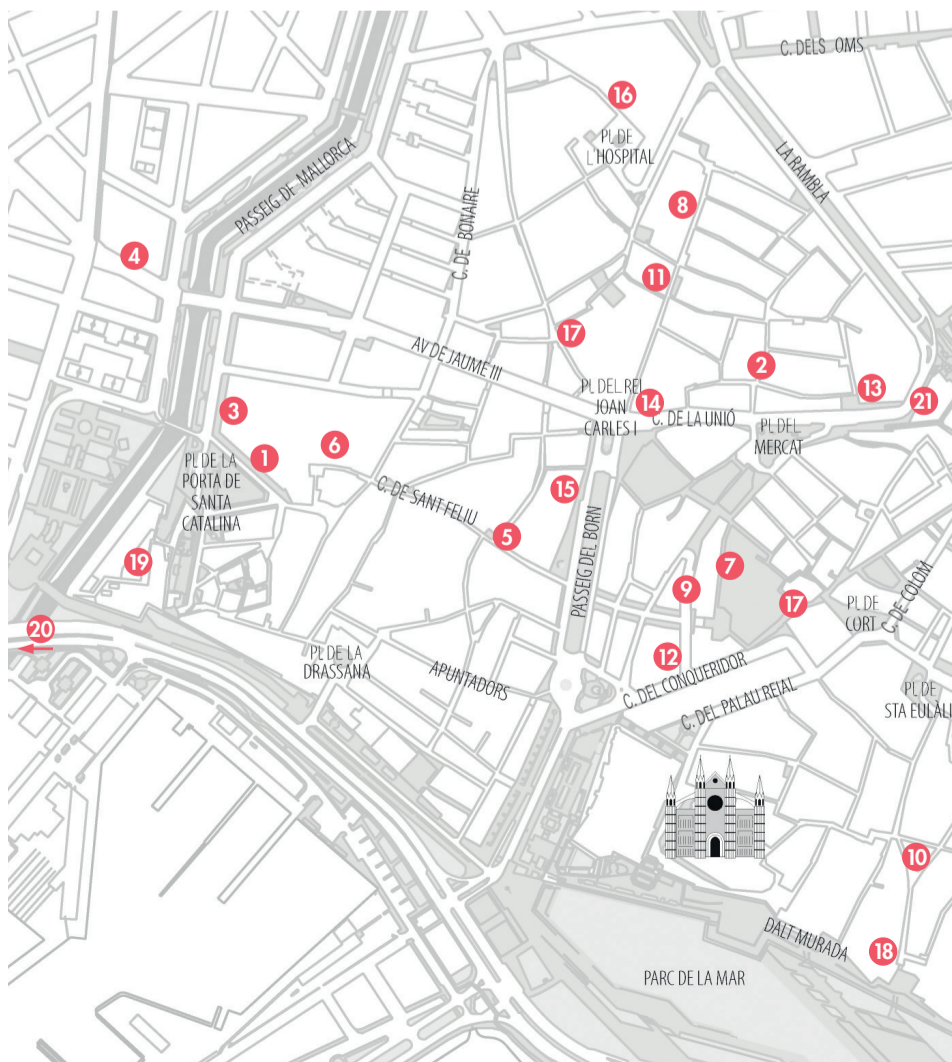 C. DELS OMS
16
PL DE
L'HOSPITAL
PASSEIG DE MALLORCA
LA RAMBLA
C. DE BONAIRE
8
4
11
17
AV DE JAUME III
2
PL DEL REI
JOAN
CARLES I
14
13
21
C. DE LA UNIÓ
PL DEL
MERCAT
3
1
6
PL DE LA
PORTA DE
SANTA
CATALINA
C. DE SANT FELIU
15
5
PASSEIG DEL BORN
19
7
9
17
PL DE
CORT
C. DE COLOM
20
PL DE LA
DRASSANA
APUNTADORS
12
C. DEL CONQUERIDOR
C. DEL PALAU REIAL
PL DE
STA EULÀLI
10
DALT MURADA
18
PARC DE LA MAR